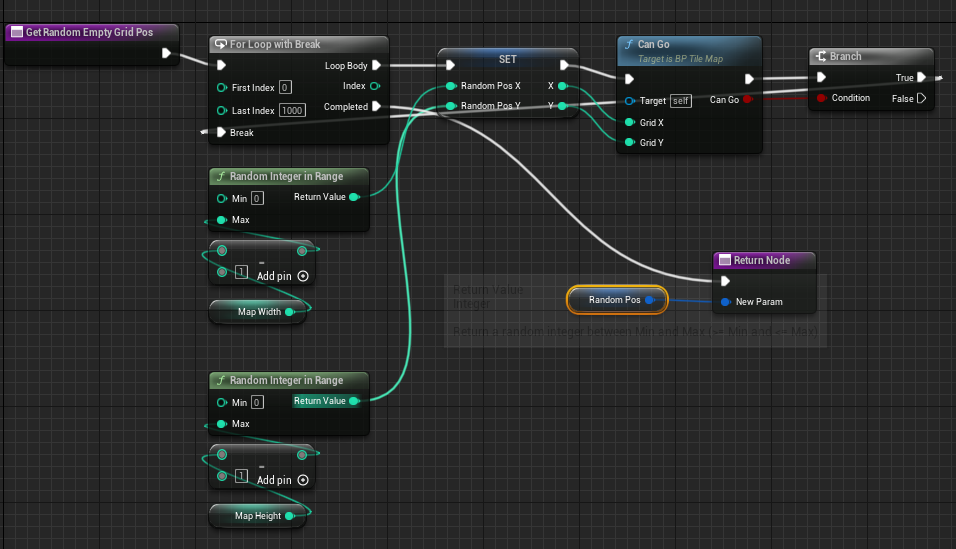 Get Random Empty Grid Pos
For Loop with Break
Loop Body
First Index 0
Index
Last Index 1000
Completed
Break
SET
Random Pos X
X
Random Pos Y
Y
Can Go
Target is BP Tile Map
Target self
Can Go
Grid X
Grid Y
Branch
True
Condition
False
Random Integer in Range
Min 0
Return Value
Max
-
1
Add pin
Map Width
Return Node
New Param
Random Pos
Return Value
Integer
Return a random integer between Min and Max (>= Min and <= Max)
Random Integer in Range
Min 0
Return Value
Max
-
1
Add pin
Map Height